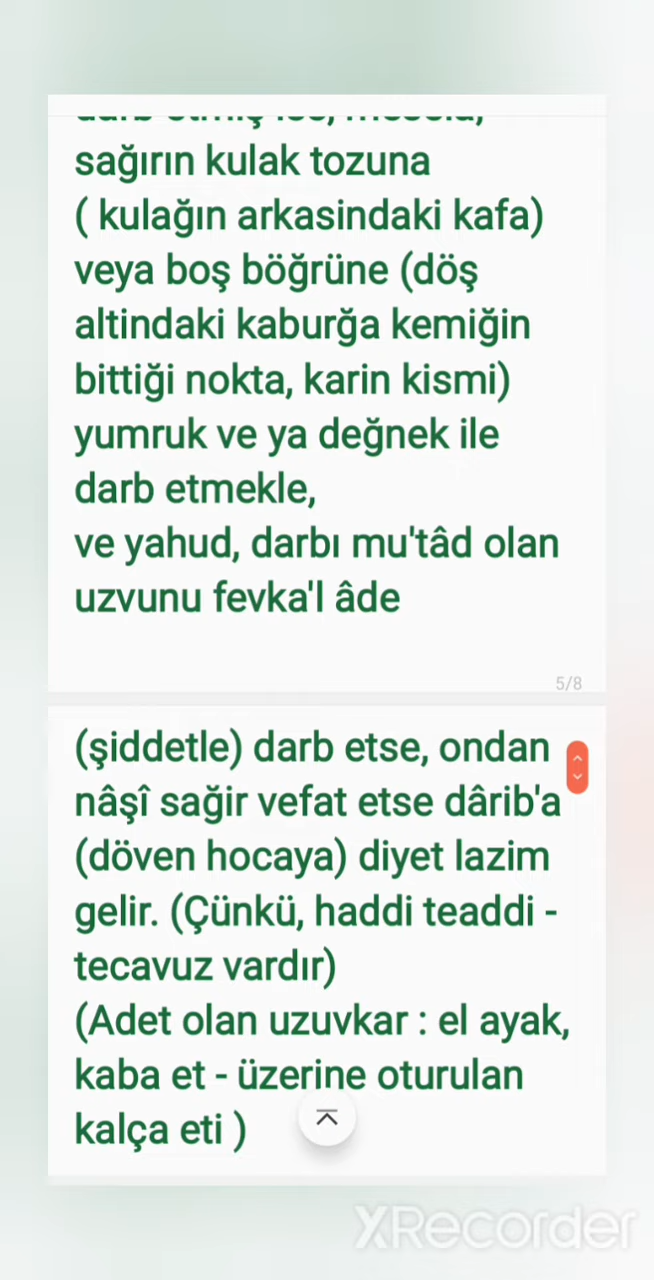 sağırın kulak tozuna
( kulağın arkasindaki kafa)
veya boş böğrüne (döş
altindaki kaburğa kemiğin
bittiği nokta, karin kismi)
yumruk ve ya değnek ile
darb etmekle,
ve yahud, darbı mu'tâd olan
uzvunu fevka'l âde
5/8
(şiddetle) darb etse, ondan
nâşî sağir vefat etse dârib'a
(döven hocaya) diyet lazim
gelir. (Çünkü, haddi teaddi -
tecavuz vardır)
(Adet olan uzuvkar : el ayak,
kaba et - üzerine oturulan
kalça eti )
XRecorder